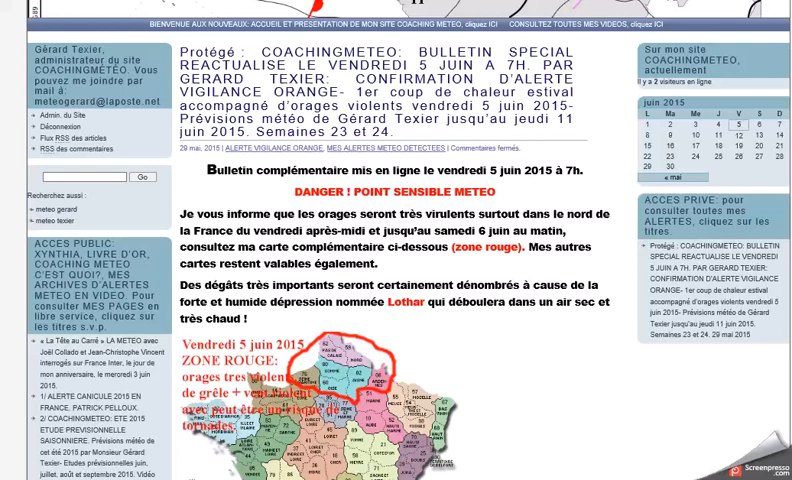 BIENVENUE AUX NOUVEAUX: ACCUEIL ET PRESENTATION DE MON SITE COACHING METEO, cliquez ICI
CONSULTEZ TOUTES MES VIDEOS, cliquez ICI
Gérard Texier,
administrateur du site
COACHINGMÉTÉO. Vous
pouvez me joindre par
mail à:
meteogerard@laposte.net
Admin. du Site
Déconnexion
Flux RSS des articles
RSS des commentaires
Go
Recherchez aussi :
meteo gerard
meteo texier
ACCES PUBLIC:
XYNTHIA, LIVRE D'OR,
COACHING METEO
C'EST QUOI?, MES
ARCHIVES D'ALERTES
METEO EN VIDEO. Pour
consulter MES PAGES en
libre service, cliquez
sur les titres s.v.p.
« La Tête au Carré » LA METEO avec
Joël Collado et Jean-Christophe Vincent
interrogés sur France Inter, le jour de
mon anniversaire, le mercredi 3 juin
2015.
1/ ALERTE CANICULE 2015 EN
FRANCE. PATRICK PELLOUX.
2/ COACHINGMETEO: ETE 2015
ETUDE PREVISIONNELLE
SAISONNIERE. Prévisions météo de
cet été 2015 par Monsieur Gérard
Texier- Etudes prévisionnelles juin,
juillet, août et septembre 2015. Vidéo
Protégé : COACHINGMETEO: BULLETIN SPECIAL
REACTUALISE LE VENDREDI 5 JUIN A 7H. PAR
GERARD TEXIER: CONFIRMATION D'ALERTE
VIGILANCE ORANGE- 1er coup de chaleur estival
accompagné d'orages violents vendredi 5 juin 2015-
Prévisions météo de Gérard Texier jusqu'au jeudi 11
juin 2015. Semaines 23 et 24.
29 mai, 2015 | ALERTE VIGILANCE ORANGE, MES ALERTES METEO DETECTEES | Commentaires fermés.
Bulletin complémentaire mis en ligne le vendredi 5 juin 2015 à 7h.
DANGER ! POINT SENSIBLE METEO
Je vous informe que les orages seront très virulents surtout dans le nord de
la France du vendredi après-midi et jusqu'au samedi 6 juin au matin,
consultez ma carte complémentaire ci-dessous (zone rouge). Mes autres
cartes restent valables également.
Des dégâts très importants seront certainement dénombrés à cause de la
forte et humide dépression nommée Lothar qui déboulera dans un air sec et
très chaud !
Vendredi 5 juin 2015
ZONE ROUGE:
orages tres violents
de grêle + vent violent
avec peut être un risque de
tornades.
Sur mon site
COACHINGMETEO,
actuellement
Il y a 2 visiteurs en ligne
juin 2015
L Ma Me J V S D
1 2 3 4 5 6 7
8 9 10 11 12 13 14
15 16 17 18 19 20 21
22 23 24 25 26 27 28
29 30
« mai
ACCES PRIVE: pour
consulter toutes mes
ALERTES, cliquez sur les
titres
Protégé : COACHINGMETEO: BULLETIN
SPECIAL REACTUALISE LE VENDREDI
5 JUIN A 7H. PAR GERARD TEXIER:
CONFIRMATION D'ALERTE VIGILANCE
ORANGE- 1er coup de chaleur estival
accompagné d'orages violents vendredi 5
juin 2015- Prévisions météo de Gérard
Texier jusqu'au jeudi 11 juin 2015.
Semaines 23 et 24. 29 mai 2015
Screenpresso